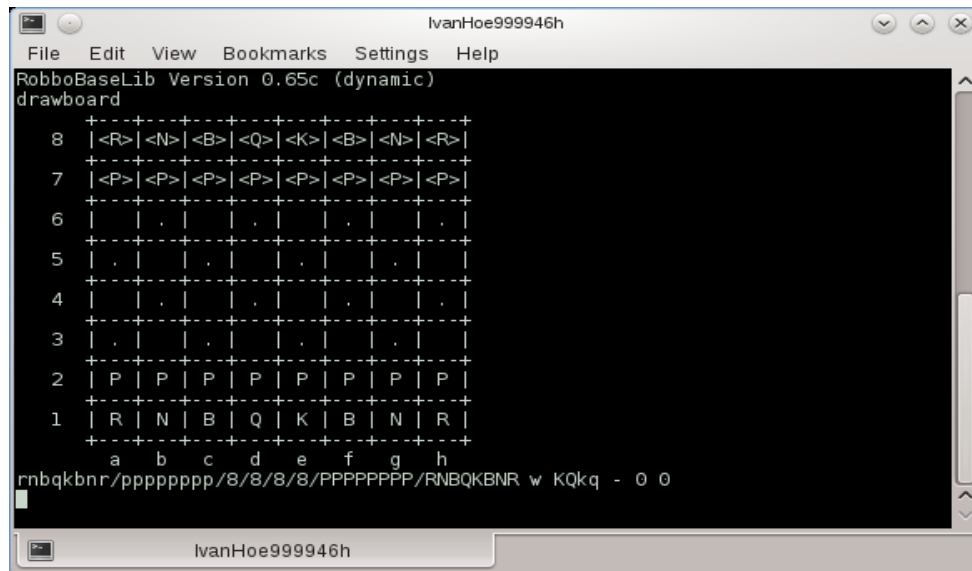 IvanHoe999946h
File Edit View Bookmarks Settings Help
RobboBaseLib Version 0.65c (dynamic)
drawboard
+---+---+---+---+---+---+---+---+
8 |<R>|<N>|<B>|<Q>|<K>|<B>|<N>|<R>|
+---+---+---+---+---+---+---+---+
7 |<P>|<P>|<P>|<P>|<P>|<P>|<P>|<P>|
+---+---+---+---+---+---+---+---+
6 |   | . |   | . |   | . |   | . |
+---+---+---+---+---+---+---+---+
5 | . |   | . |   | . |   | . |   |
+---+---+---+---+---+---+---+---+
4 |   | . |   | . |   | . |   | . |
+---+---+---+---+---+---+---+---+
3 | . |   | . |   | . |   | . |   |
+---+---+---+---+---+---+---+---+
2 | P | P | P | P | P | P | P | P |
+---+---+---+---+---+---+---+---+
1 | R | N | B | Q | K | B | N | R |
+---+---+---+---+---+---+---+---+
a b c d e f g h
rnbqkbnr/pppppppp/8/8/8/8/PPPPPPPP/RNBQKBNR w KQkq - 0 0
IvanHoe999946h